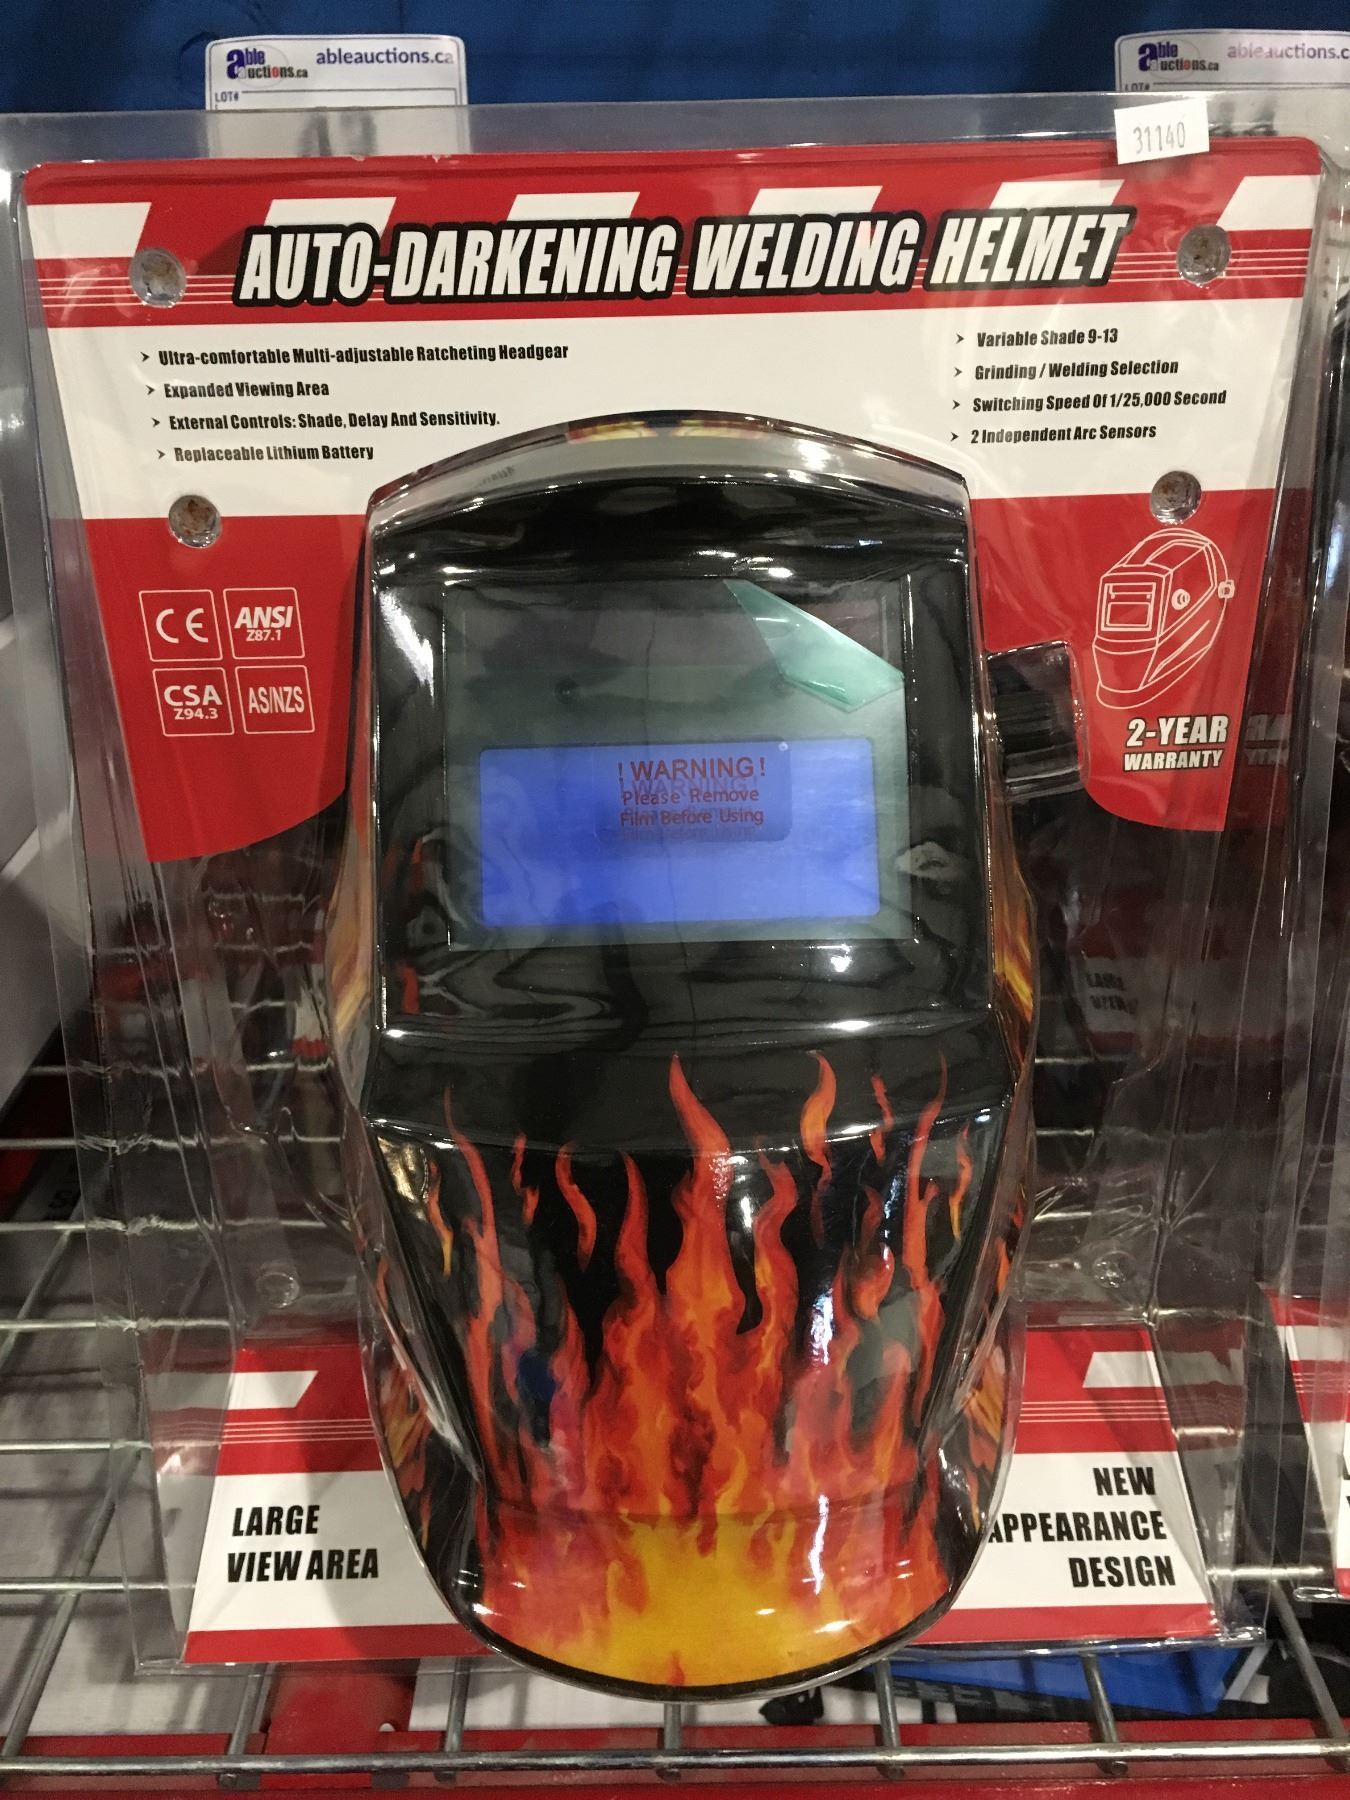 able auctions.ca ableauctions.ca
LOT#
able auctions.ca ableauctions.c
LOT#
31140
AUTO-DARKENING WELDING HELMET
Ultra-comfortable Multi-adjustable Ratcheting Headgear
Expanded Viewing Area
External Controls: Shade, Delay And Sensitivity.
Replaceable Lithium Battery
Variable Shade 9-13
Grinding / Welding Selection
Switching Speed Of 1/25,000 Second
2 Independent Arc Sensors
CE
ANSI
Z87.1
CSA
Z94.3
AS/NZS
2-YEAR
WARRANTY
! WARNING !
Please Remove
Film Before Using
LARGE
VIEW AREA
NEW
APPEARANCE
DESIGN